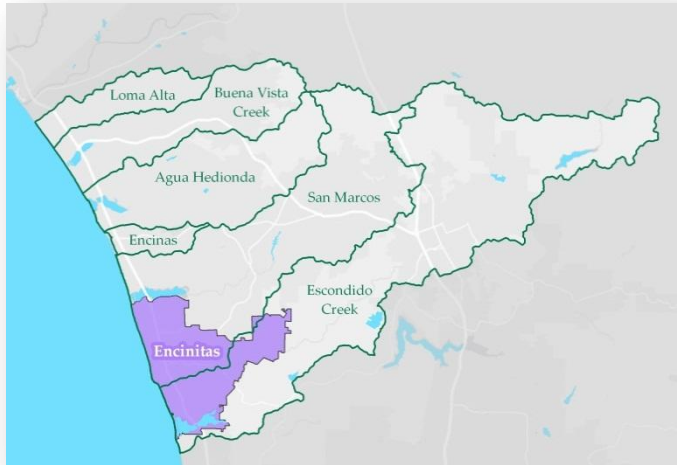 Loma Alta
Buena Vista
Creek
Agua Hedionda
San Marcos
Encinas
Escondido
Creek
Encinitas